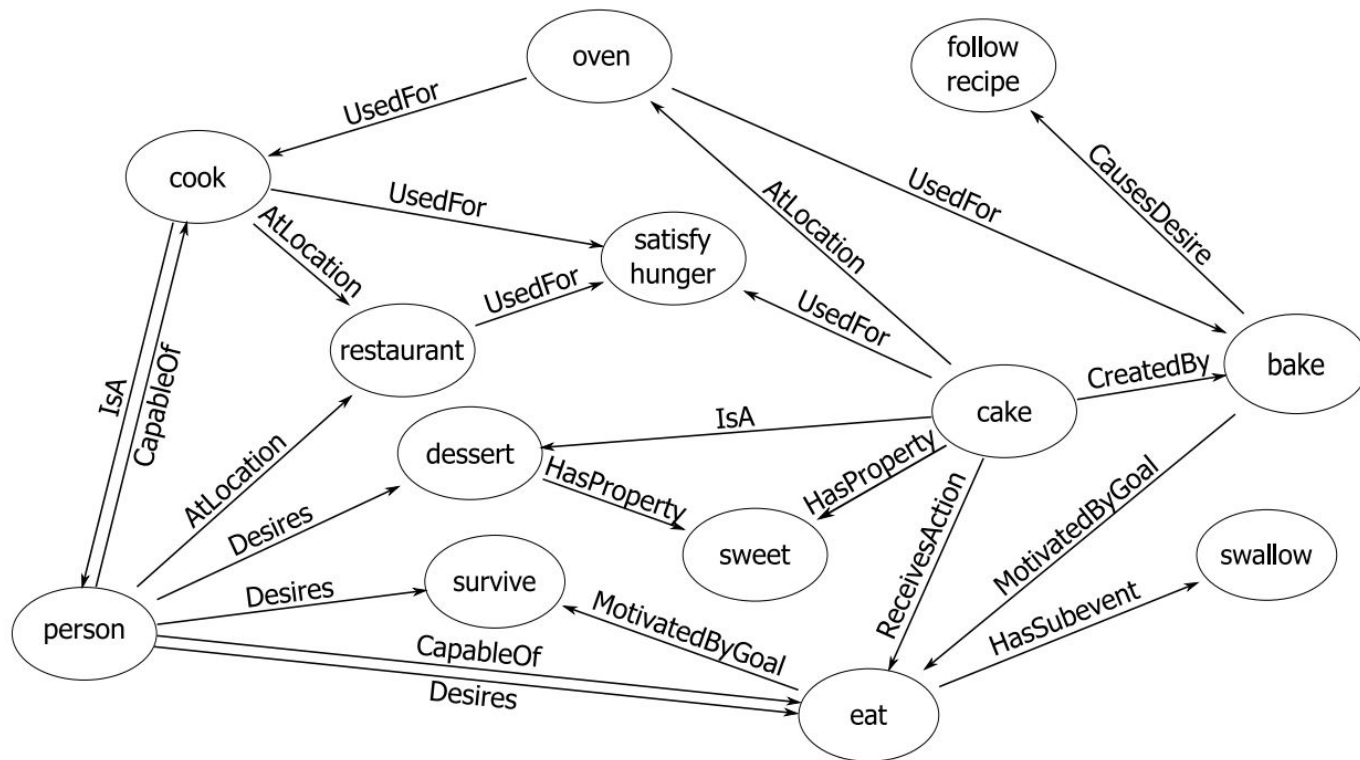 oven
follow
recipe
UsedFor
cook
UsedFor
AtLocation
UsedFor
CausesDesire
AtLocation
satisfy
hunger
UsedFor
UsedFor
restaurant
IsA
CapableOf
CreatedBy
bake
cake
IsA
dessert
HasProperty
HasProperty
AtLocation
Desires
sweet
ReceivesAction
MotivatedByGoal
swallow
survive
Desires
MotivatedByGoal
HasSubevent
person
CapableOf
Desires
eat